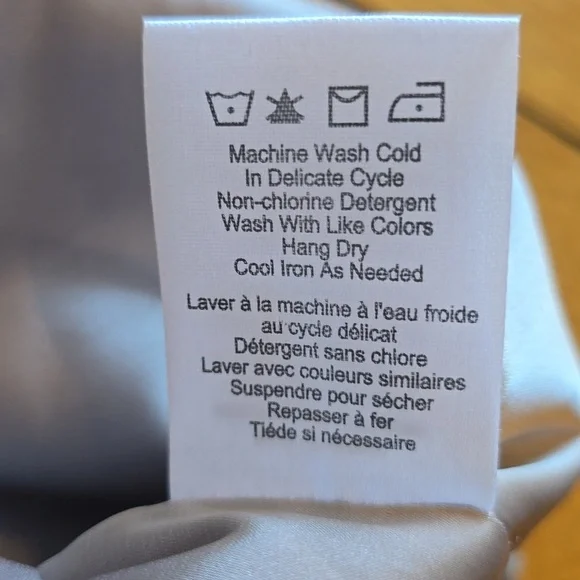 Machine Wash Cold
In Delicate Cycle
Non-chlorine Detergent
Wash With Like Colors
Hang Dry
Cool Iron As Needed
Laver à la machine à l'eau froide
au cycle délicat
Détergent sans chlore
Laver avec couleurs similaires
Suspendre pour sécher
Repasser à fer
Tiéde si nécessaire